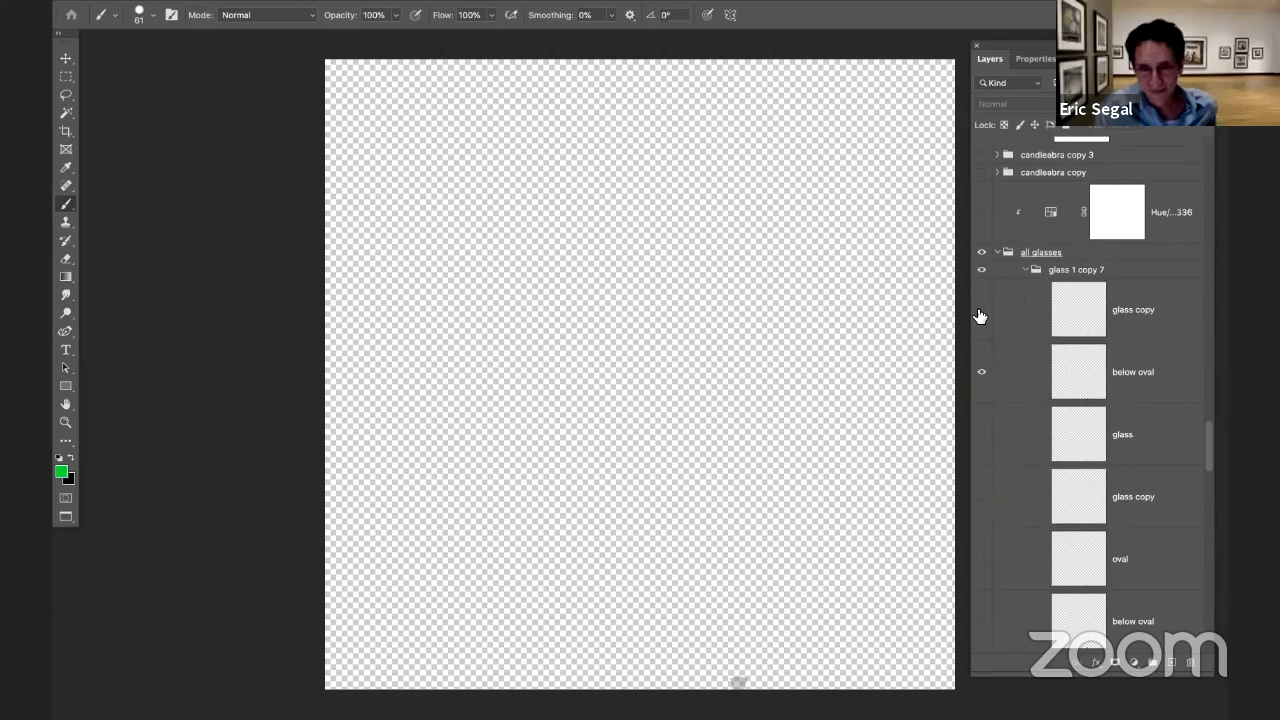 61 Mode: Normal Opacity: 100% Flow: 100% Smoothing: 0% 0°
Layers Properties
Kind
Normal
Eric Segal
Lock:
candleabra copy 3
candleabra copy
Hue/...336
all glasses
glass 1 copy 7
glass copy
below oval
glass
glass copy
oval
below oval
fx
zoom